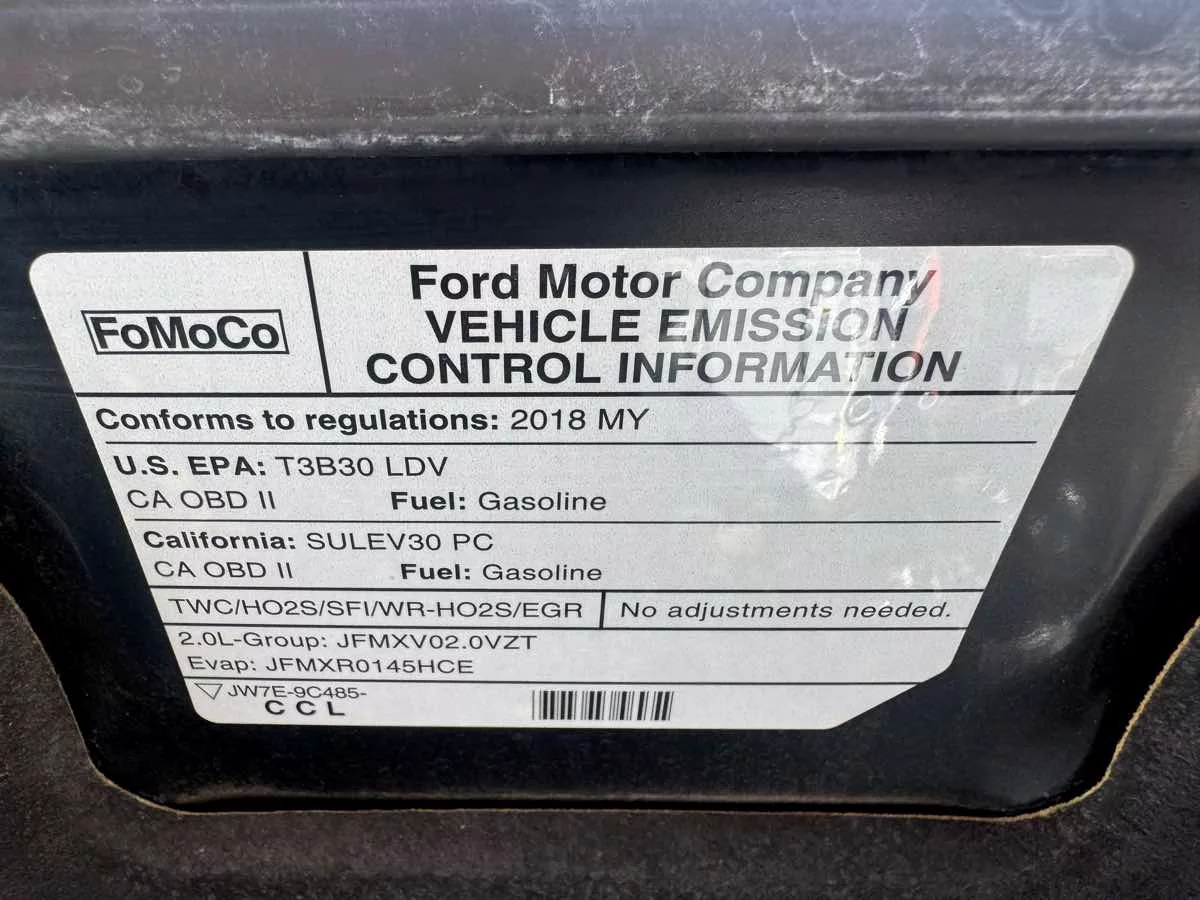 FoMoCo
Ford Motor Company
VEHICLE EMISSION
CONTROL INFORMATION
Conforms to regulations: 2018 MY
U.S. EPA: T3B30 LDV
CA OBD II Fuel: Gasoline
California: SULEV30 PC
CA OBD II Fuel: Gasoline
TWC/HO2S/SFI/WR-HO2S/EGR No adjustments needed.
2.0L-Group: JFMXV02.0VZT
Evap: JFMXR0145HCE
JW7E-9C485-
C C L